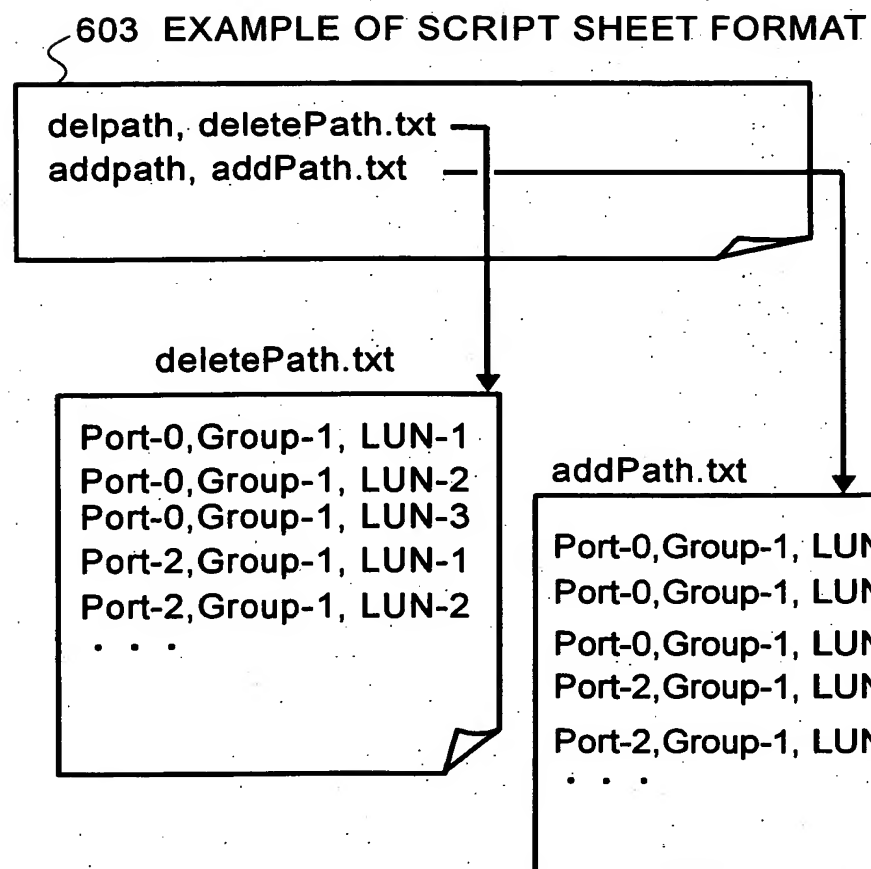 603 EXAMPLE OF SCRIPT SHEET FORMAT
delpath, deletePath.txt
addpath, addPath.txt
deletePath.txt
Port-0,Group-1, LUN-1
Port-0,Group-1, LUN-2
Port-0,Group-1, LUN-3
Port-2,Group-1, LUN-1
Port-2,Group-1, LUN-2
. . .
addPath.txt
Port-0,Group-1,
Port-0,Group-1,
Port-0,Group-1,
Port-2,Group-1,
Port-2,Group-1,
. . .